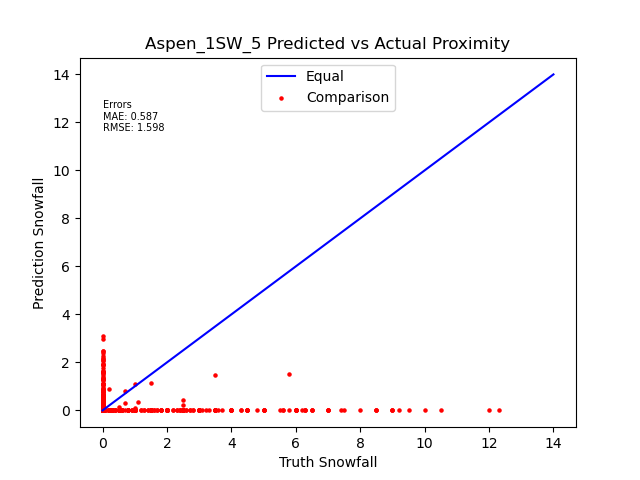 Aspen_1SW_5 Predicted vs Actual Proximity
Equal
Comparison
Errors
MAE: 0.587
RMSE: 1.598
Prediction Snowfall
14
12
10
8
6
4
2
0
0 2 4 6 8 10 12 14
Truth Snowfall